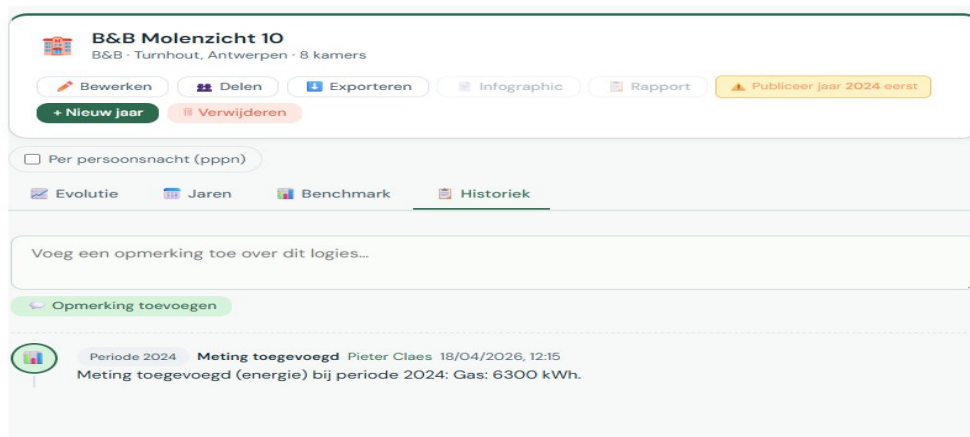 B&B Molenzicht 10
B&B · Turnhout, Antwerpen · 8 kamers
Bewerken Delen Exporteren Infographic Rapport Publiceer jaar 2024 eerst
+ Nieuw jaar Verwijderen
Per persoonsnacht (pppn)
Evolutie Jaren Benchmark Historiek
Voeg een opmerking toe over dit logies...
Opmerking toevoegen
Periode 2024 Meting toegevoegd Pieter Claes 18/04/2026, 12:15
Meting toegevoegd (energie) bij periode 2024: Gas: 6300 kWh.